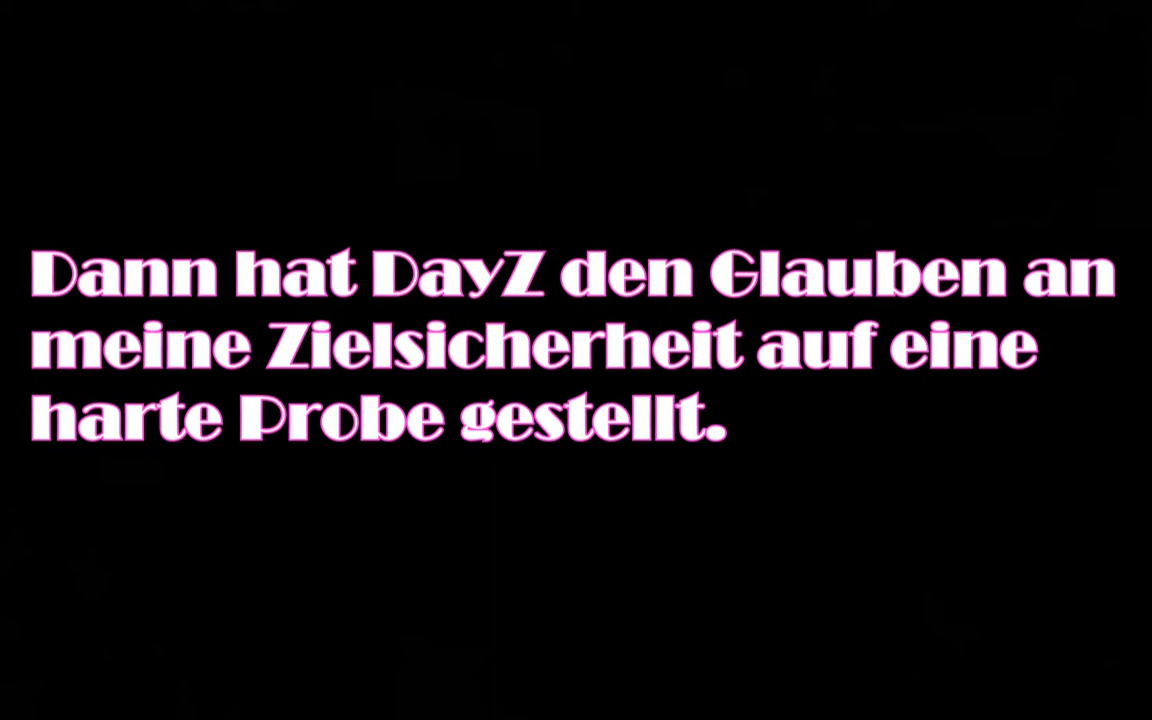 Dann hat DayZ den Glauben an
meine Zielsicherheit auf eine
harte Probe gestellt.